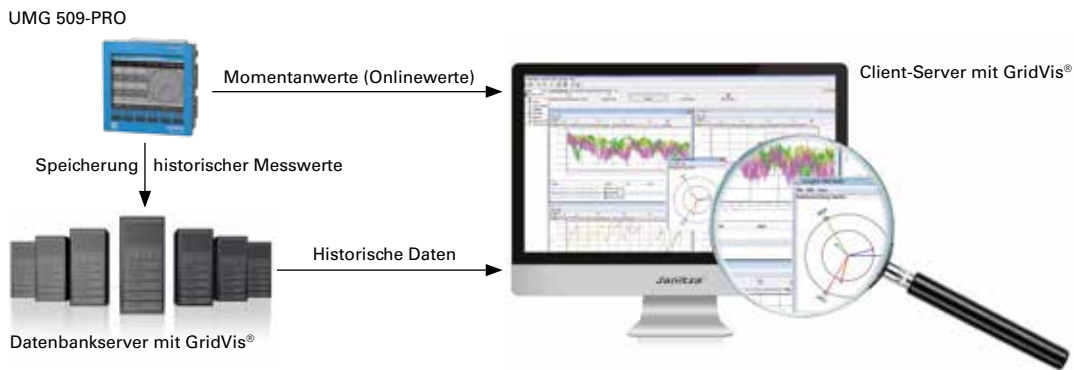 UMG 509-PRO
Momentanwerte (Onlinewerte)
Client-Server mit GridVis®
Speicherung historischer Messwerte
Historische Daten
Janitza
Datenbankserver mit GridVis®